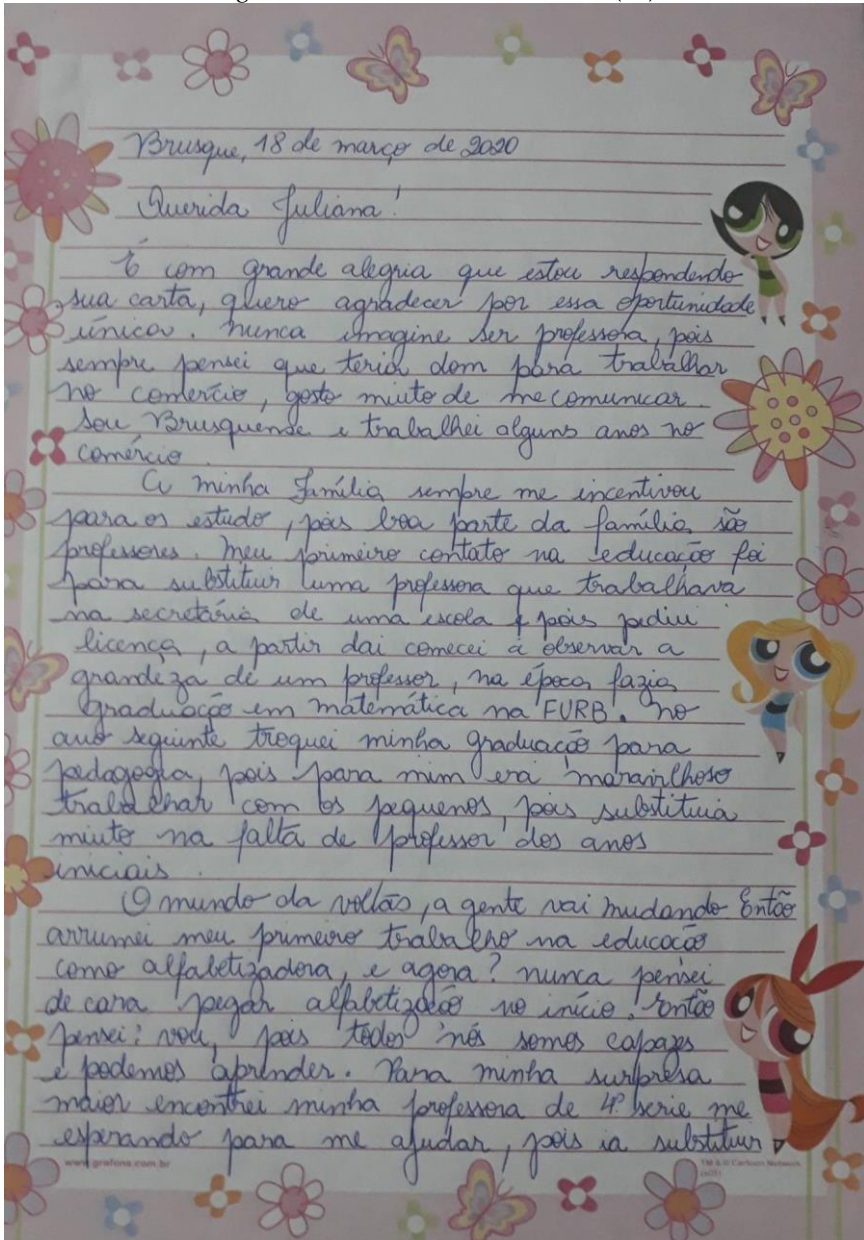 Brusque, 18 de março de 2020
Querida Juliana!
É com grande alegria que estou respondendo
sua carta, quero agradecer por essa oportunidade
única. nunca imagine ser professora, pois
sempre pensei que teria dom para trabalhar
no comércio, gosto miuto de me comunicar
sou Brusquense e trabalhei alguns anos no
comércio.
A minha família sempre me incentivou
para os estudo, pois boa parte da família são
professores. Meu primeiro contato na educação foi
para substituir uma professora que trabalhava
na secretária de uma escola pois pediu
licença, a partir dai comecei a observar a
grandeza de um professor, na época fazia
graduação em matemática na FURB. no
ano seguinte troquei minha graduação para
pedagogia, pois para mim era maravilhoso
trabalhar com os pequenos, pois substituia
miuto na falta de professor dos anos
iniciais.
O mundo da voltas, a gente vai mudando Então
arrumei meu primeiro trabalho na educação
como alfabetizadora, e agora? nunca pensei
de cara pegar alfabetização no início. Então
pensei: vou, pois todos nós somos capazes
e podemos aprender. Para minha surpresa
maior encontrei minha professora de 4ª serie me
esperando para me ajudar, pois ia substituir
www.grafons.com.br
TM & © Cartoon Network